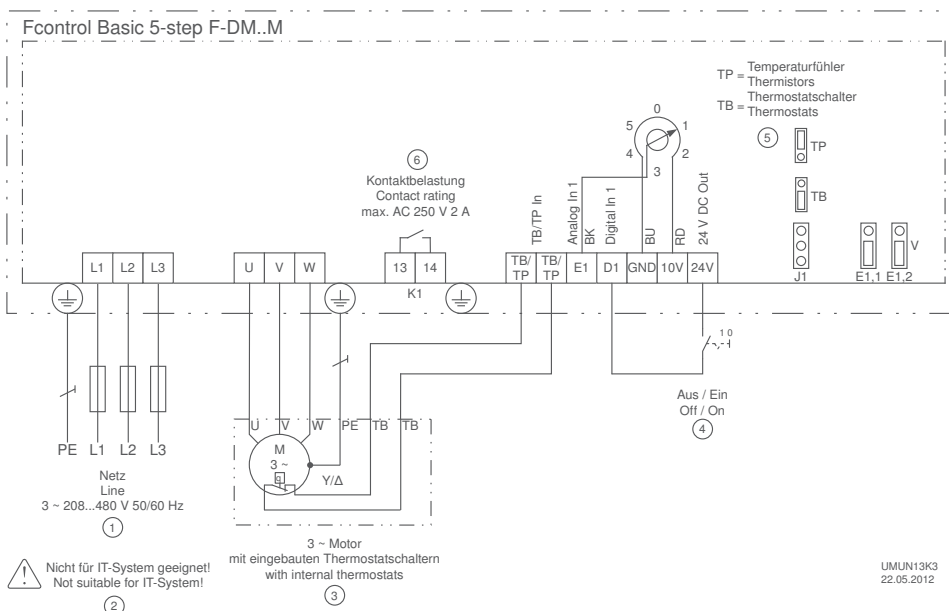 Fcontrol Basic 5-step F-DM..M
TP = Temperaturfühler
Thermistors
TB = Thermostatschalter
Thermostats
5
TP
TB
J1
E1,1 E1,2
V
0
5 1
4 2
3
6
Kontaktbelastung
Contact rating
max. AC 250 V 2 A
TB/TP In
Analog In 1
BK
Digital In 1
BU
RD
24 V DC Out
L1 L2 L3
U V W
13 14
K1
TB/TP TB/TP E1 D1 GND 10V 24V
1 0
Aus / Ein
Off / On
4
PE L1 L2 L3
Netz
Line
3 ~ 208...480 V 50/60 Hz
1
U V W PE TB TB
M
3 ~
Y/Δ
3 ~ Motor
mit eingebauten Thermostatschaltern
with internal thermostats
3
Nicht für IT-System geeignet!
Not suitable for IT-System!
2
UMUN13K3
22.05.2012